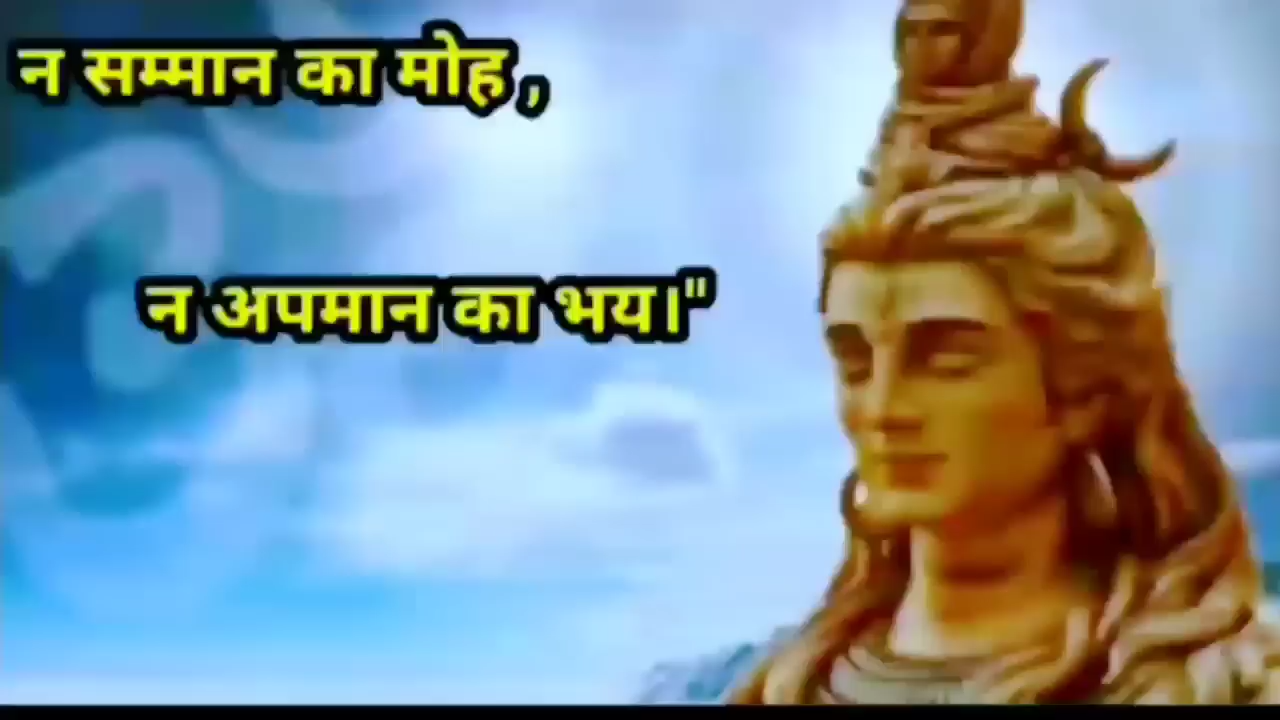 न सम्मान का मोह ,
न अपमान का भय।"